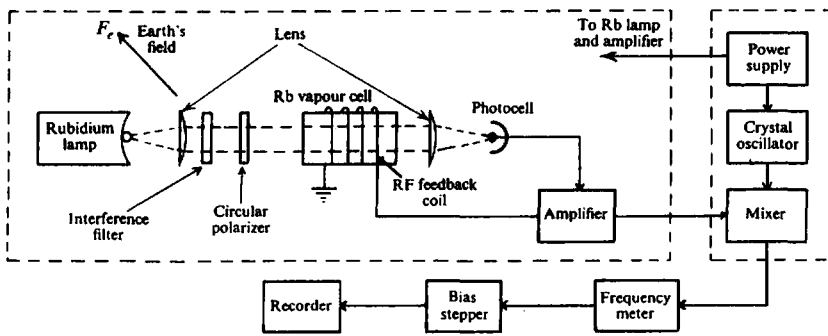 Fe
Earth's
field
Lens
To Rb lamp
and amplifier
Power
supply
Rb vapour cell
Photocell
Rubidium
lamp
Crystal
oscillator
Interference
filter
Circular
polarizer
RF feedback
coil
Amplifier
Mixer
Recorder
Bias
stepper
Frequency
meter